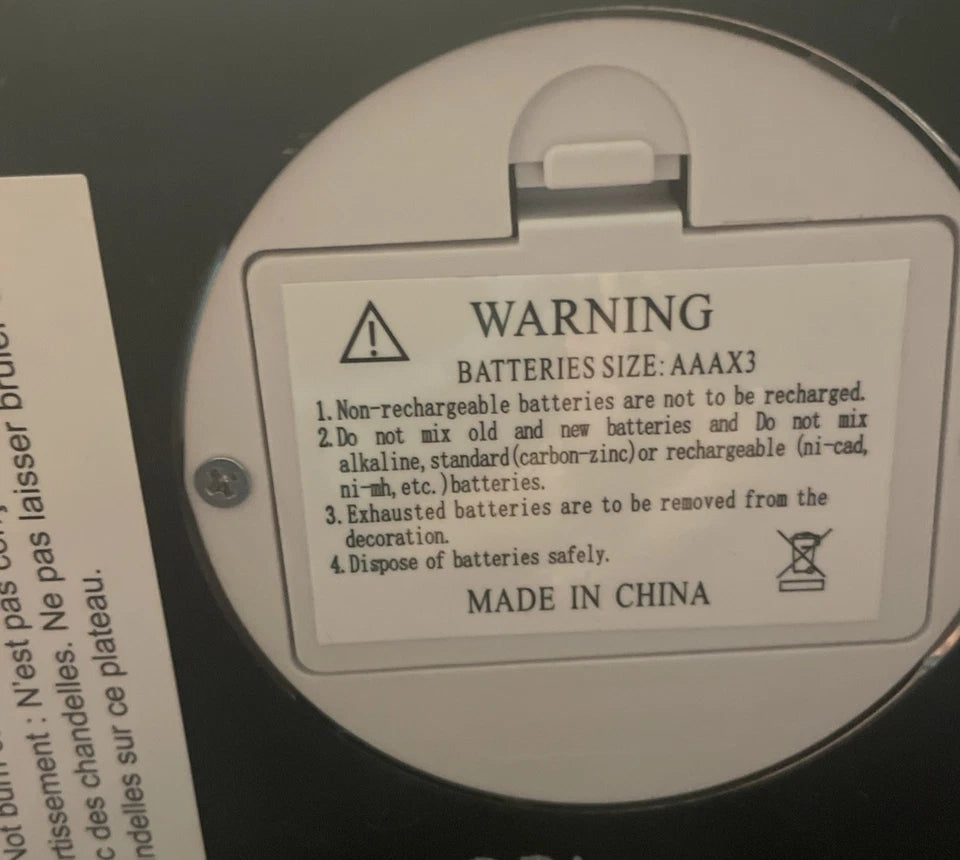 WARNING
BATTERIES SIZE: AAAX3
1. Non-rechargeable batteries are not to be recharged.
2. Do not mix old and new batteries and Do not mix
alkaline, standard(carbon-zinc)or rechargeable (ni-cad,
ni-mh, etc. )batteries.
3. Exhausted batteries are to be removed from the
decoration.
4. Dispose of batteries safely.
MADE IN CHINA
Not burn
rtissement : N'est pas
c des chandelles. Ne pas laisser brûler
ndelles sur ce plateau.